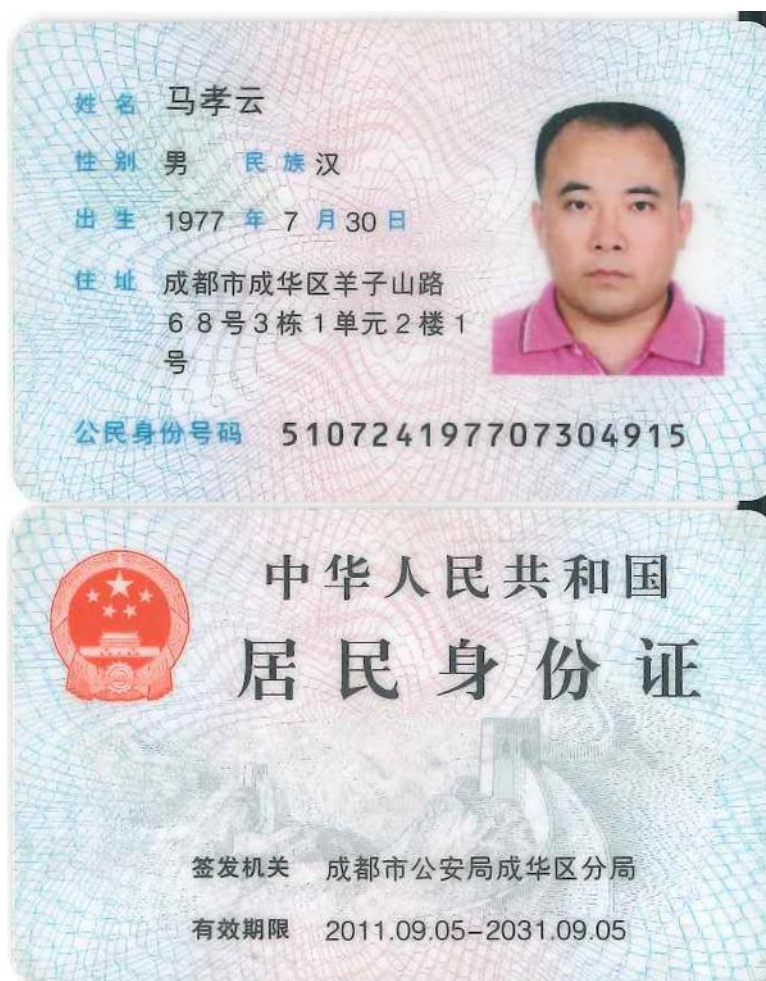 姓名 马孝云
性别 男 民族 汉
出生 1977 年 7 月 30 日
住址 成都市成华区羊子山路
68号3栋1单元2楼1
号
公民身份号码 510724197707304915
中华人民共和国
居民身份证
签发机关 成都市公安局成华区分局
有效期限 2011.09.05-2031.09.05